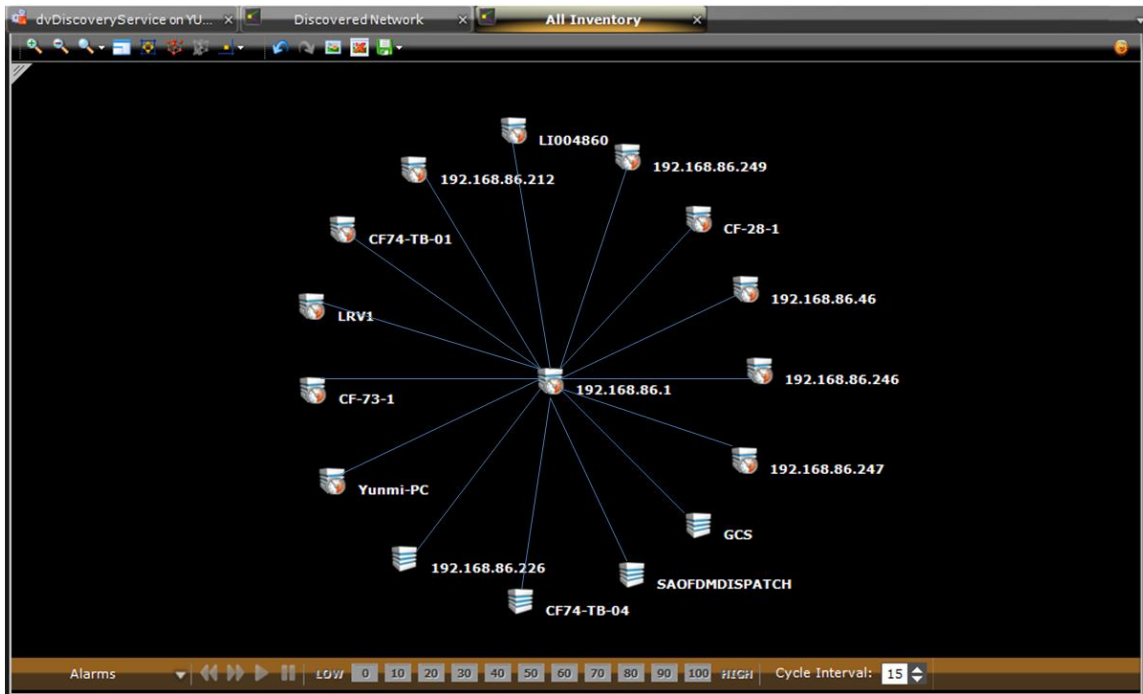 dvDiscoveryService on YU...
Discovered Network
All Inventory
LI004860
192.168.86.249
192.168.86.212
CF-28-1
CF74-TB-01
192.168.86.46
LRV1
192.168.86.246
192.168.86.1
CF-73-1
192.168.86.247
Yunmi-PC
GCS
192.168.86.226
SAOFDMDISPATCH
CF74-TB-04
Alarms LOW 0 10 20 30 40 50 60 70 80 90 100 HIGH Cycle Interval: 15